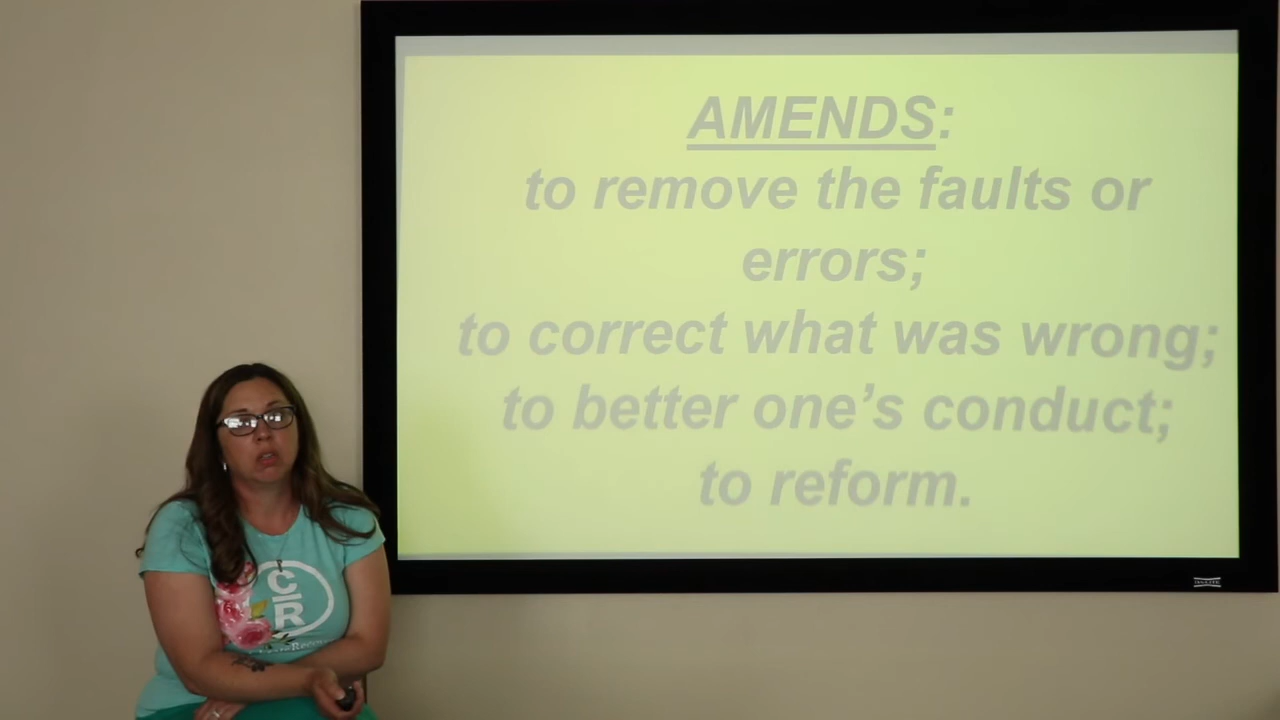 AMENDS:
to remove the faults or
errors;
to correct what was wrong;
to better one’s conduct;
to reform.
CR